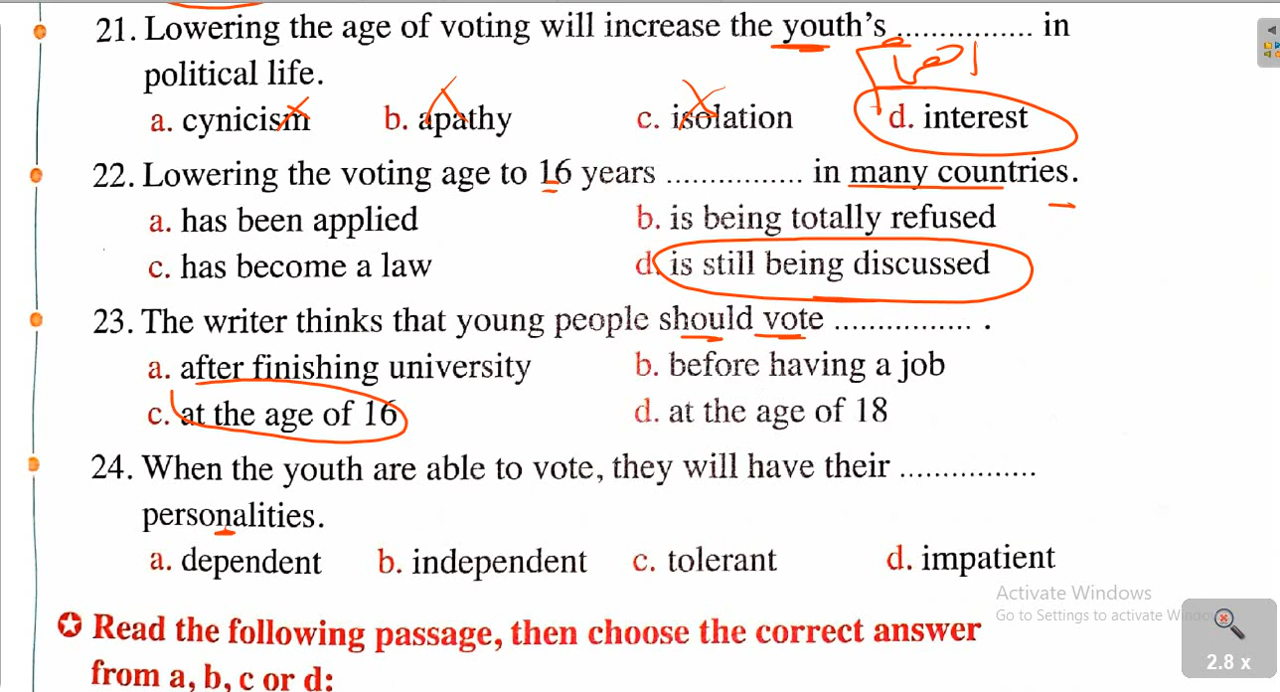 21. Lowering the age of voting will increase the youth's ................ in
political life.
a. cynicism b. apathy c. isolation d. interest
22. Lowering the voting age to 16 years ................ in many countries.
a. has been applied b. is being totally refused
c. has become a law d. is still being discussed
23. The writer thinks that young people should vote ................ .
a. after finishing university b. before having a job
c. at the age of 16 d. at the age of 18
24. When the youth are able to vote, they will have their ................
personalities.
a. dependent b. independent c. tolerant d. impatient
Activate Windows
Go to Settings to activate Windows
Read the following passage, then choose the correct answer
from a, b, c or d:
2.8 x